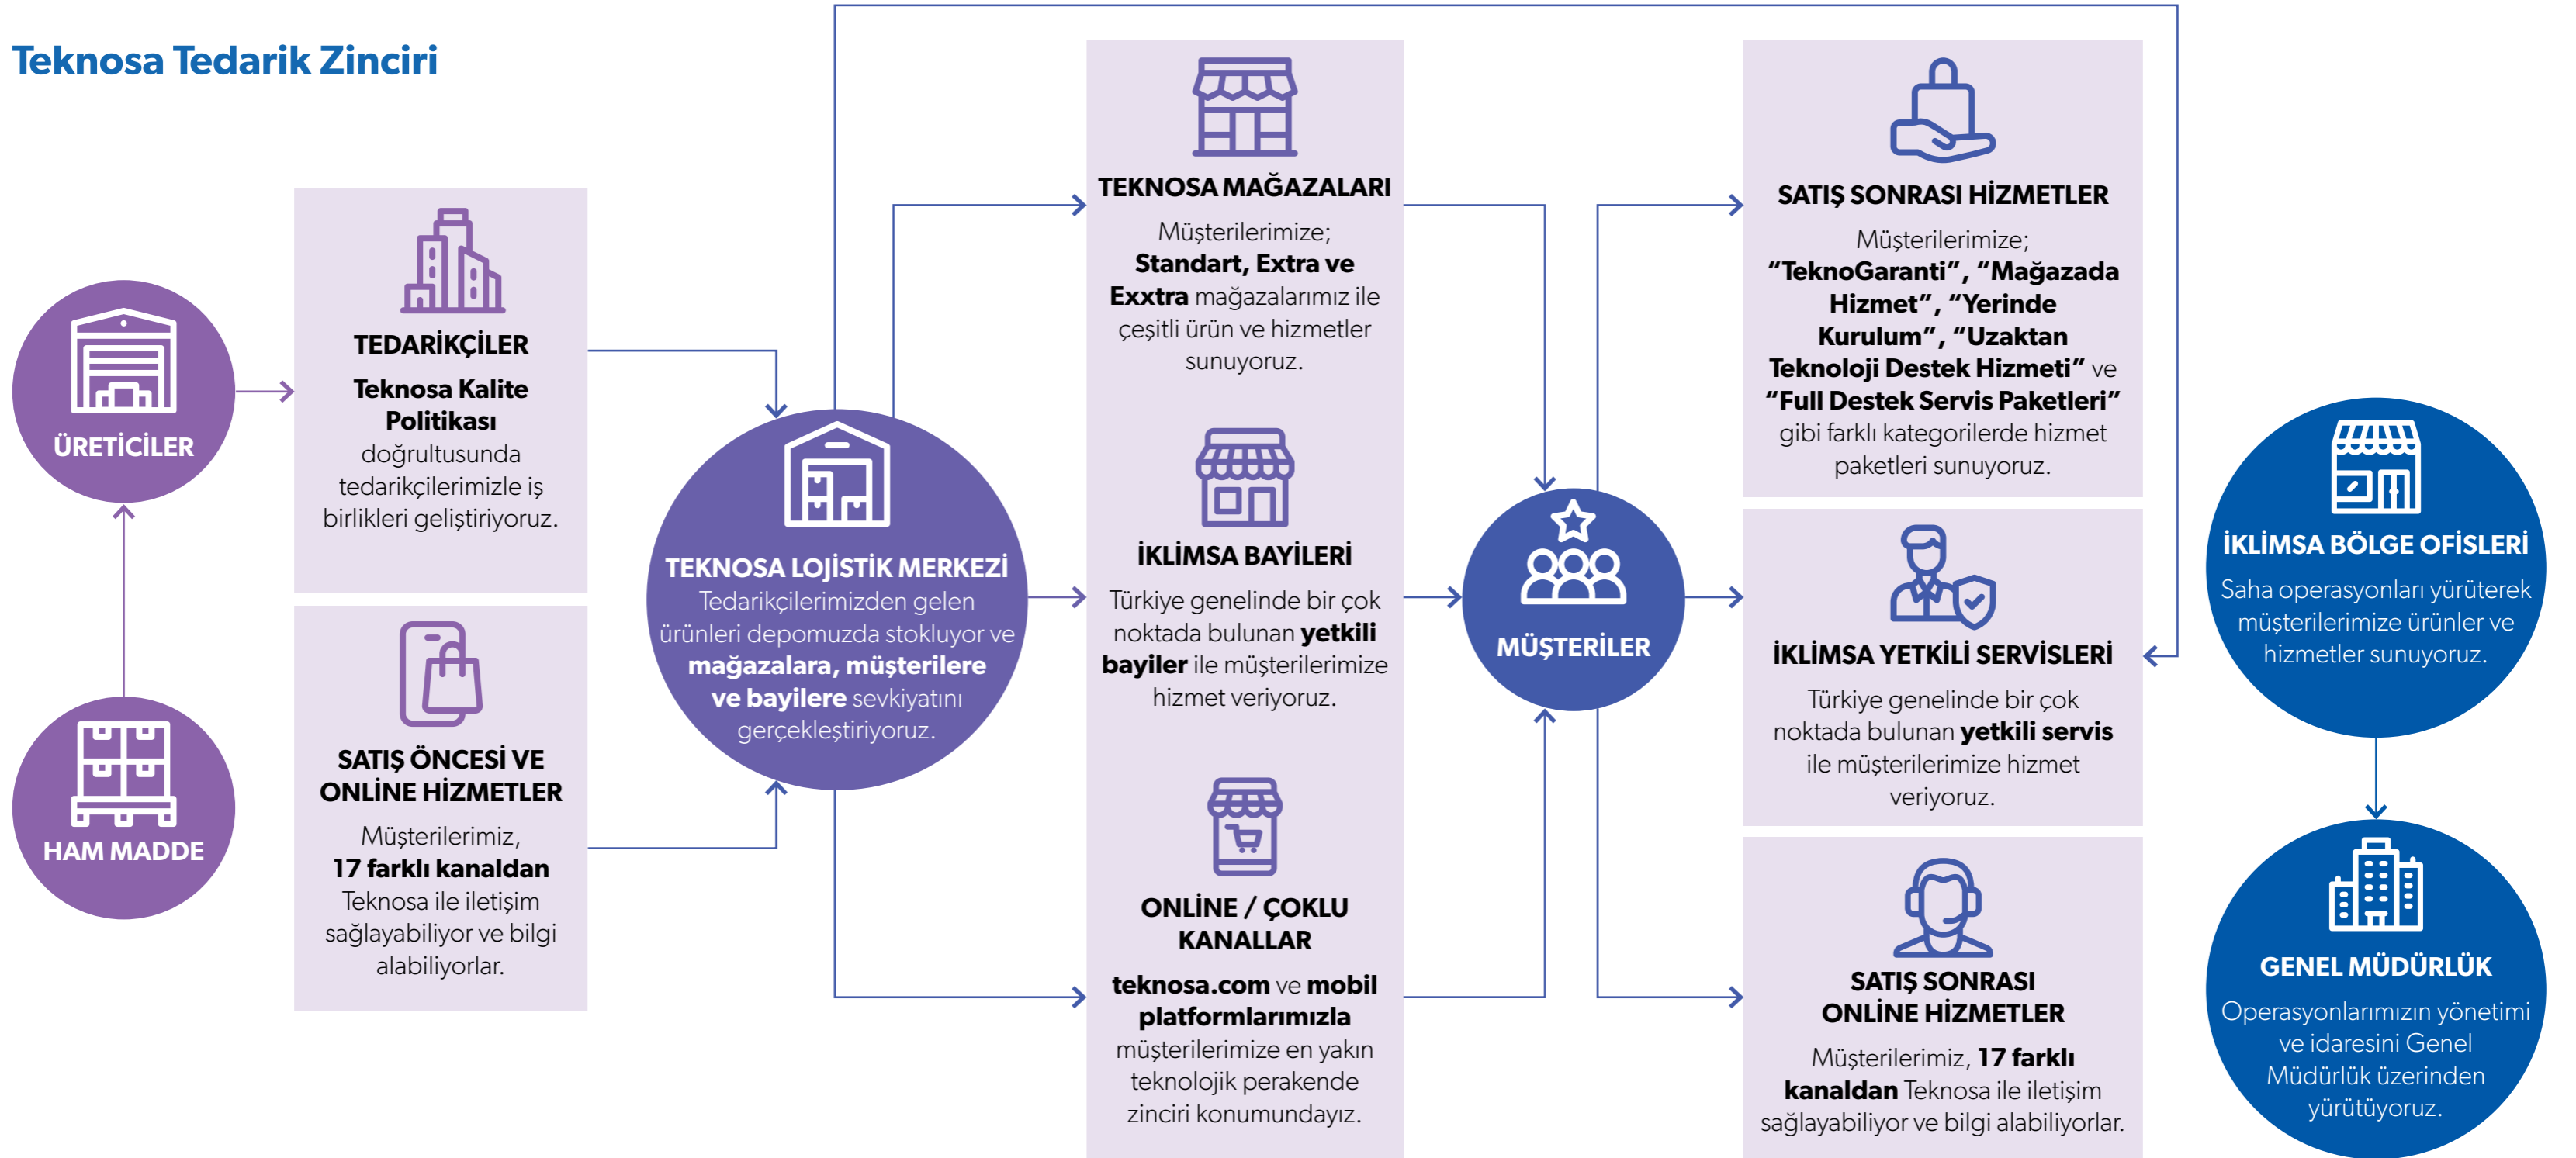 Teknosa Tedarik Zinciri
ÜRETİCİLER
HAM MADDE
TEDARİKÇİLER
Teknosa Kalite
Politikası
doğrultusunda
tedarikçilerimizle iş
birlikleri geliştiriyoruz.
SATIŞ ÖNCESİ VE
ONLİNE HİZMETLER
Müşterilerimiz,
17 farklı kanaldan
Teknosa ile iletişim
sağlayabiliyor ve bilgi
alabiliyorlar.
TEKNOSA LOJİSTİK MERKEZİ
Tedarikçilerimizden gelen
ürünleri depomuzda stokluyor ve
mağazalara, müşterilere
ve bayilere sevkiyatını
gerçekleştiriyoruz.
TEKNOSA MAĞAZALARI
Müşterilerimize;
Standart, Extra ve
Exxtra mağazalarımız ile
çeşitli ürün ve hizmetler
sunuyoruz.
İKLİMSA BAYİLERİ
Türkiye genelinde bir çok
noktada bulunan yetkili
bayiler ile müşterilerimize
hizmet veriyoruz.
ONLİNE / ÇOKLU
KANALLAR
teknosa.com ve mobil
platformlarımızla
müşterilerimize en yakın
teknolojik perakende
zinciri konumundayız.
MÜŞTERİLER
SATIŞ SONRASI HİZMETLER
Müşterilerimize;
“TeknoGaranti”, “Mağazada
Hizmet”, “Yerinde
Kurulum”, “Uzaktan
Teknoloji Destek Hizmeti” ve
“Full Destek Servis Paketleri”
gibi farklı kategorilerde hizmet
paketleri sunuyoruz.
İKLİMSA YETKİLİ SERVİSLERİ
Türkiye genelinde bir çok
noktada bulunan yetkili servis
ile müşterilerimize hizmet
veriyoruz.
SATIŞ SONRASI
ONLİNE HİZMETLER
Müşterilerimiz, 17 farklı
kanaldan Teknosa ile iletişim
sağlayabiliyor ve bilgi alabiliyorlar.
İKLİMSA BÖLGE OFİSLERİ
Saha operasyonları yürüterek
müşterilerimize ürünler ve
hizmetler sunuyoruz.
GENEL MÜDÜRLÜK
Operasyonlarımızın yönetimi
ve idaresini Genel
Müdürlük üzerinden
yürütüyoruz.